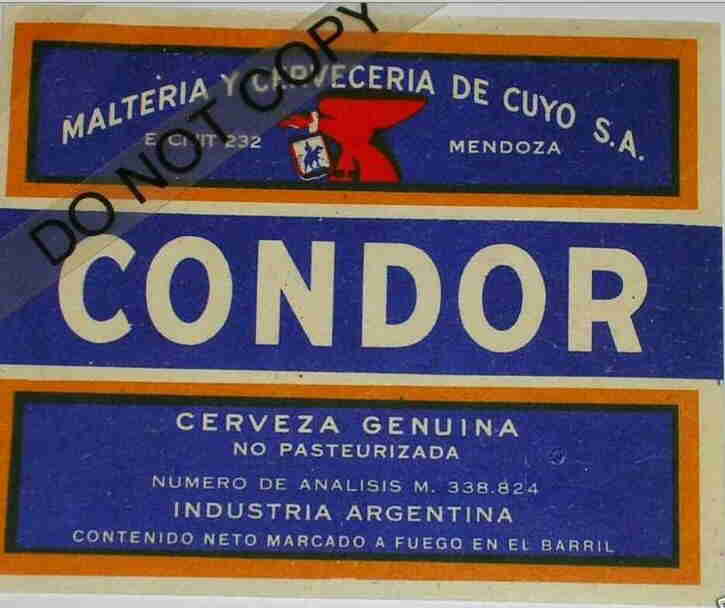 DO NOT COPY
MALTERIA Y CERVECERIA DE CUYO S.A.
232
MENDOZA
CONDOR
CERVEZA GENUINA
NO PASTEURIZADA
NUMERO DE ANALISIS M. 338.824
INDUSTRIA ARGENTINA
CONTENIDO NETO MARCADO A FUEGO EN EL BARRIL